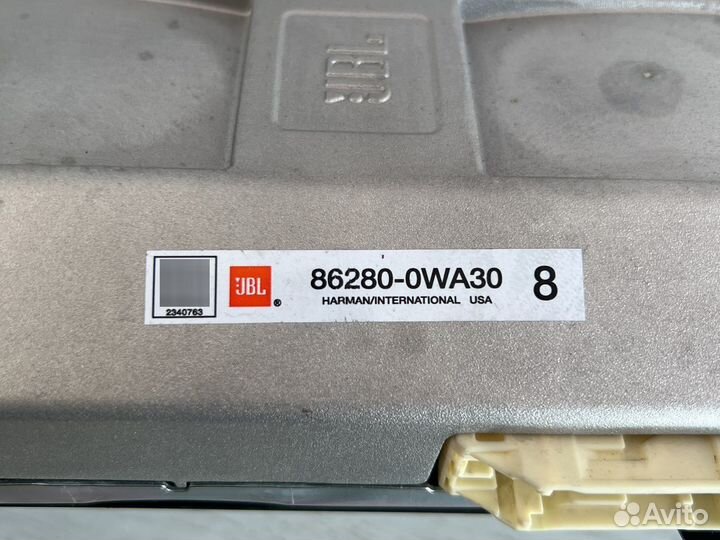 JBL
2340763
JBL ®
86280-0WA30
HARMAN/INTERNATIONAL USA
8
Avito